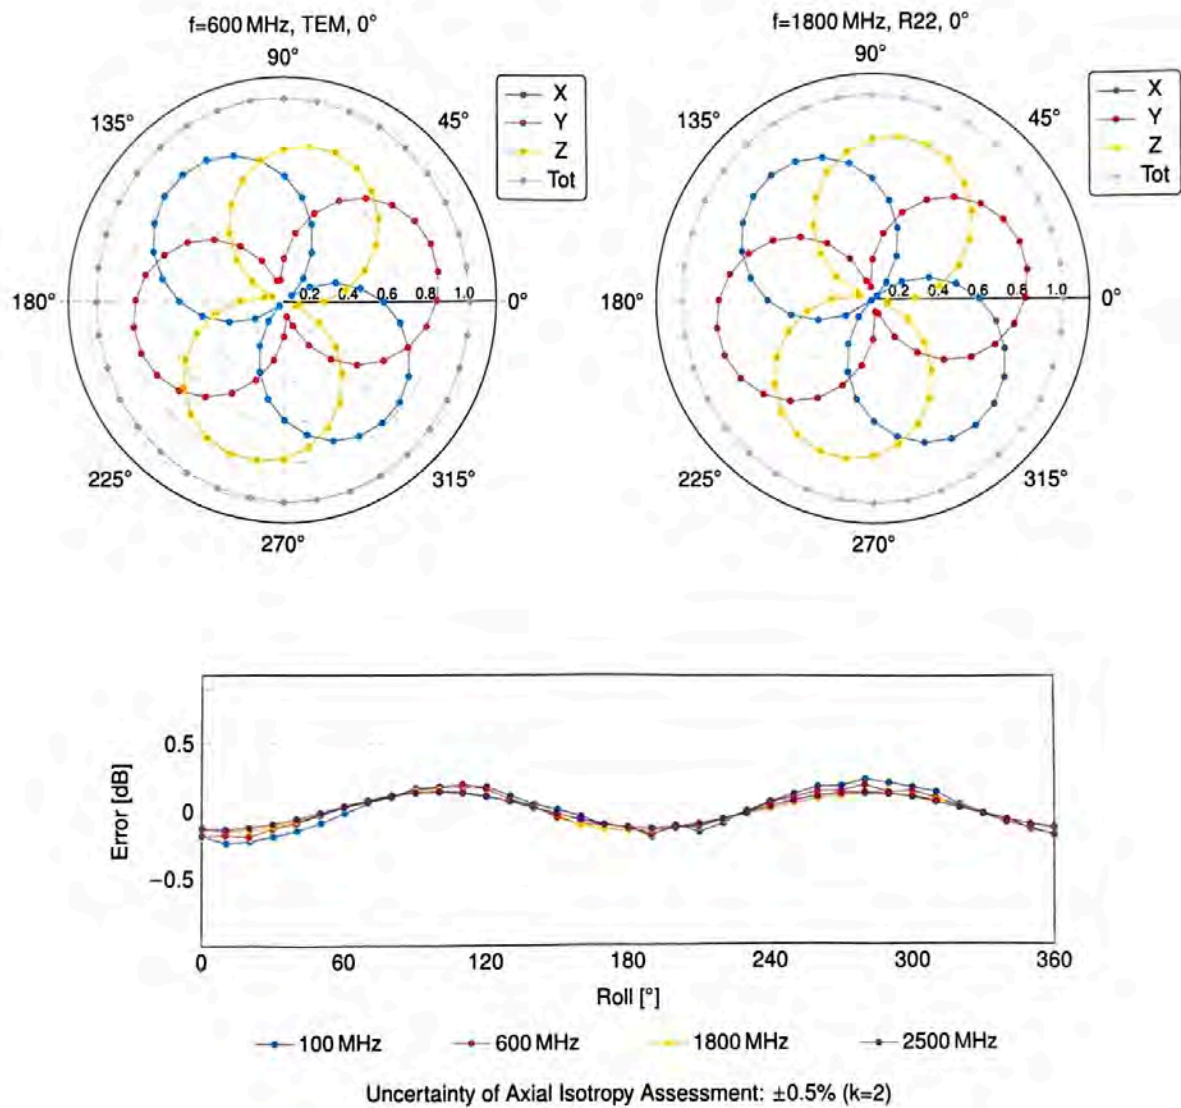 f=600 MHz, TEM, 0°
90°
135°
45°
180°
0.2 0.4 0.6 0.8 1.0
0°
225°
315°
270°
X
Y
Z
Tot
f=1800 MHz, R22, 0°
90°
135°
45°
180°
0.2 0.4 0.6 0.8 1.0
0°
225°
315°
270°
X
Y
Z
Tot
Error [dB]
0.5
0
−0.5
0 60 120 180 240 300 360
Roll [°]
100 MHz 600 MHz 1800 MHz 2500 MHz
Uncertainty of Axial Isotropy Assessment: ±0.5% (k=2)